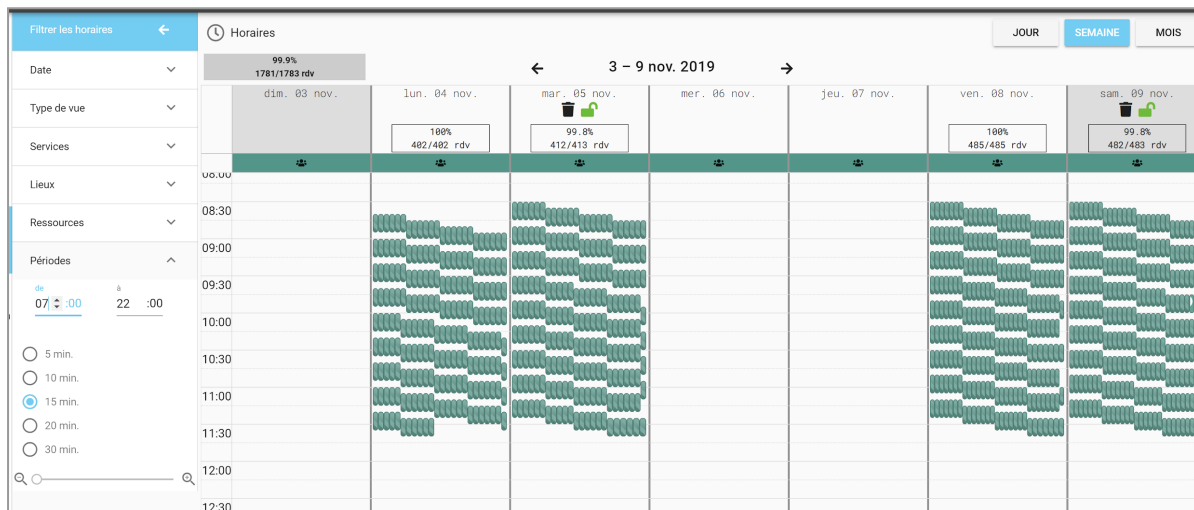 Filtrer les horaires
Horaires
JOUR
SEMAINE
MOIS
Date
Type de vue
Services
Lieux
Ressources
Périodes
de
à
07 :00
22 :00
5 min.
10 min.
15 min.
20 min.
30 min.
99.9%
1781/1783 rdv
3 – 9 nov. 2019
dim. 03 nov.
lun. 04 nov.
mar. 05 nov.
mer. 06 nov.
jeu. 07 nov.
ven. 08 nov.
sam. 09 nov.
100%
402/402 rdv
99.8%
412/413 rdv
100%
485/485 rdv
99.8%
482/483 rdv
08:00
08:30
09:00
09:30
10:00
10:30
11:00
11:30
12:00
12:30